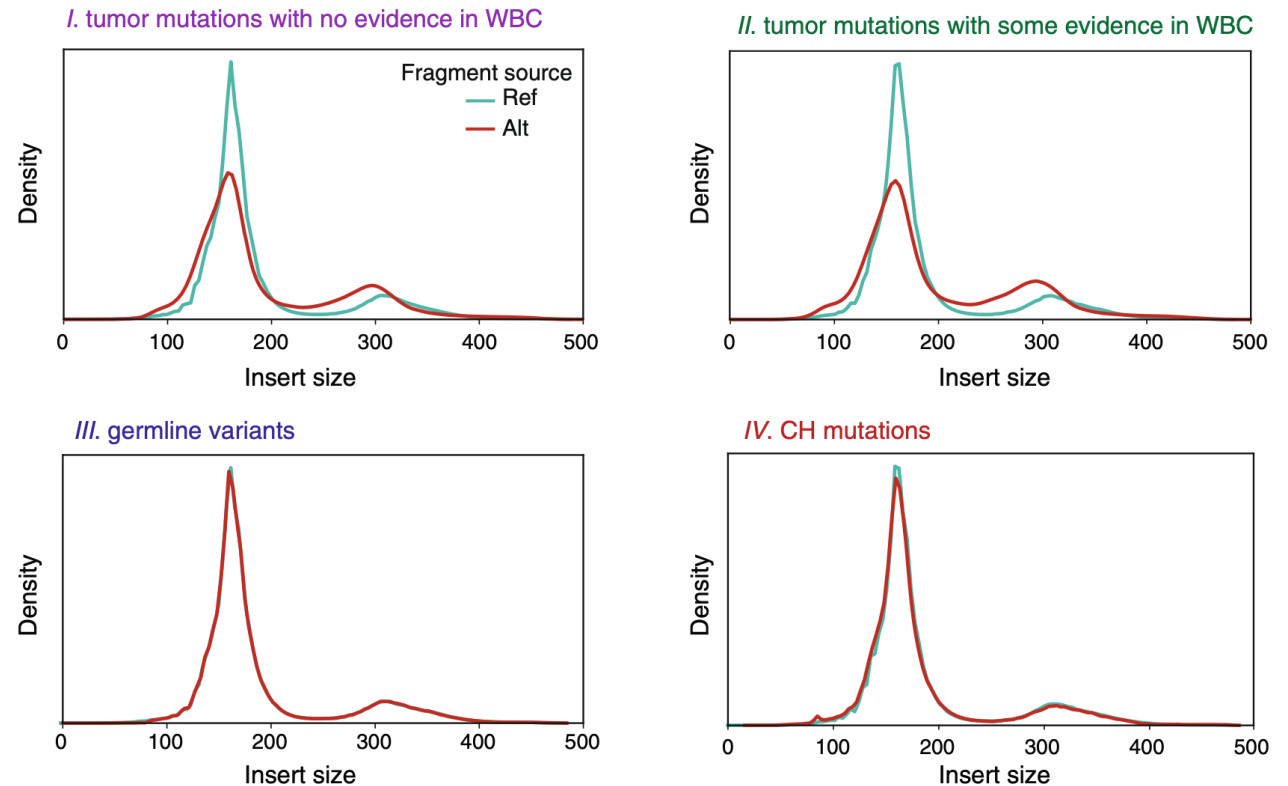 I. tumor mutations with no evidence in WBC
Fragment source
Ref
Alt
Density
0 100 200 300 400 500
Insert size
II. tumor mutations with some evidence in WBC
Density
0 100 200 300 400 500
Insert size
III. germline variants
Density
0 100 200 300 400 500
Insert size
IV. CH mutations
Density
0 100 200 300 400 500
Insert size